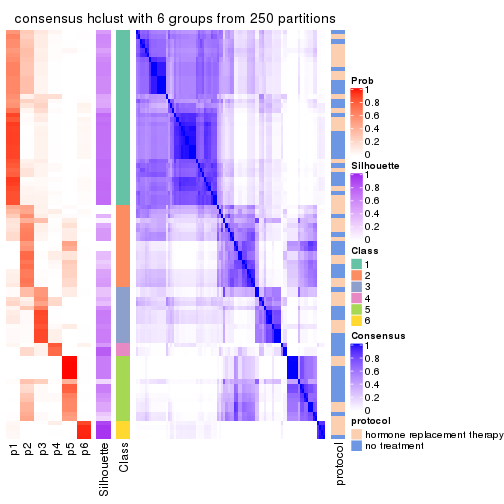 consensus hclust with 6 groups from 250 partitions
Prob
1
0.8
0.6
0.4
0.2
0
Silhouette
1
0.8
0.6
0.4
0.2
0
Class
1
2
3
4
5
6
Consensus
1
0.8
0.6
0.4
0.2
0
protocol
hormone replacement therapy
no treatment
p1
p2
p3
p4
p5
p6
Silhouette
Class
protocol